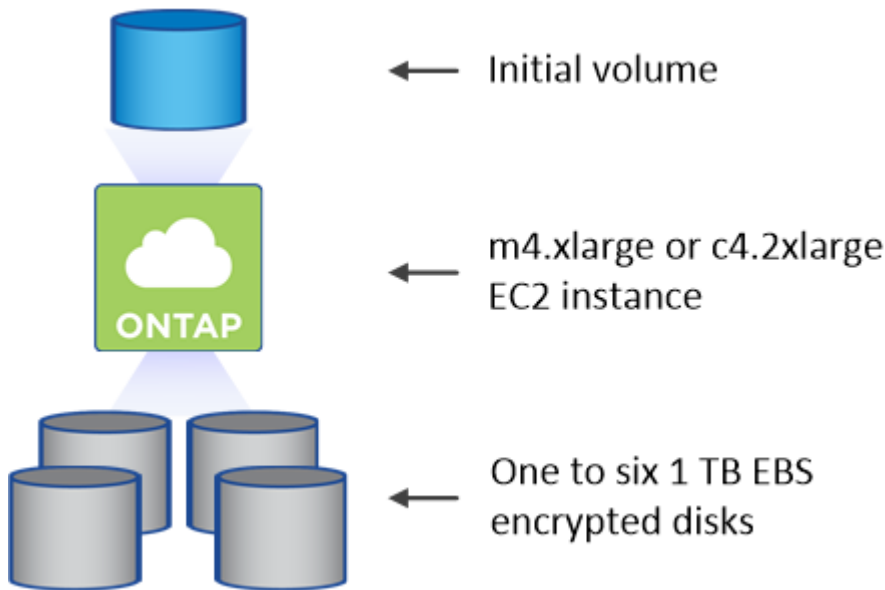 Initial volume
m4.xlarge or c4.2xlarge
EC2 instance
ONTAP
One to six 1 TB EBS
encrypted disks